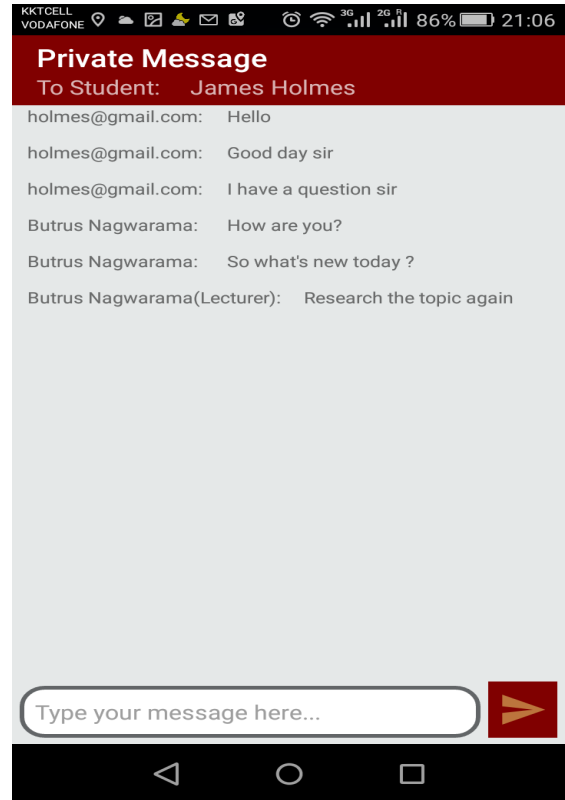 KKTCELL
VODAFONE 3G 2G R 86% 21:06
Private Message
To Student: James Holmes
holmes@gmail.com: Hello
holmes@gmail.com: Good day sir
holmes@gmail.com: I have a question sir
Butrus Nagwarama: How are you?
Butrus Nagwarama: So what's new today ?
Butrus Nagwarama(Lecturer): Research the topic again
Type your message here...